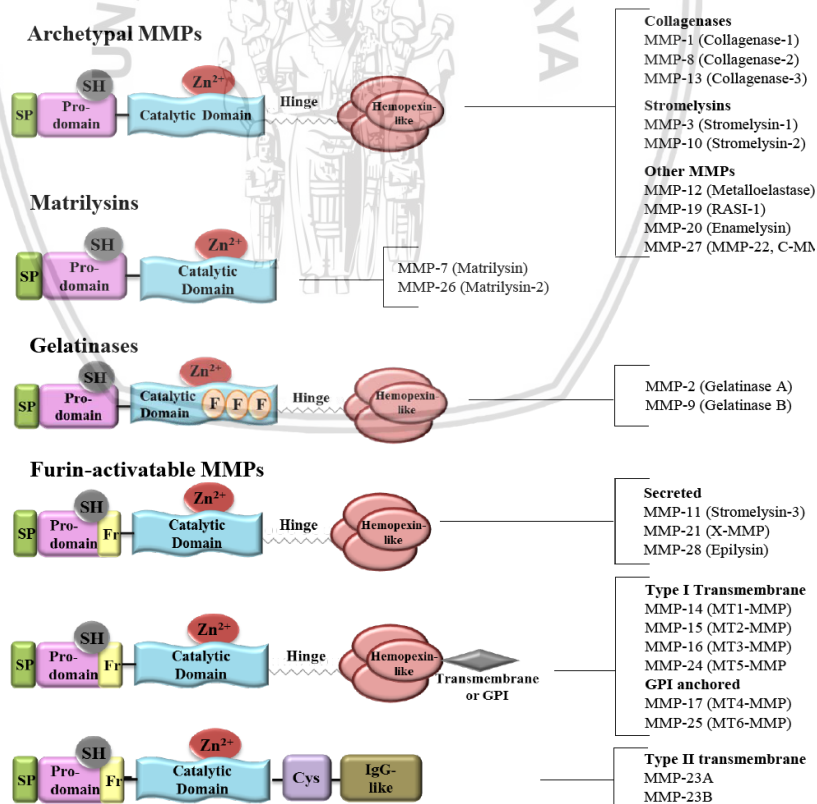 Archetypal MMPs
SP
Pro-
domain
SH
Catalytic Domain
Zn²⁺
Hinge
Hemopexin-
like
Collagenases
MMP-1 (Collagenase-1)
MMP-8 (Collagenase-2)
MMP-13 (Collagenase-3)
Stromelysins
MMP-3 (Stromelysin-1)
MMP-10 (Stromelysin-2)
Other MMPs
MMP-12 (Metalloelastase)
MMP-19 (RASI-1)
MMP-20 (Enamelysin)
MMP-27 (MMP-22, C-MM
Matrilysins
SP
Pro-
domain
SH
Catalytic
Domain
Zn²⁺
MMP-7 (Matrilysin)
MMP-26 (Matrilysin-2)
Gelatinases
SP
Pro-
domain
SH
Catalytic
Domain
F F F
Zn²⁺
Hinge
Hemopexin-
like
MMP-2 (Gelatinase A)
MMP-9 (Gelatinase B)
Furin-activatable MMPs
SP
Pro-
domain
SH
Fr
Catalytic
Domain
Zn²⁺
Hinge
Hemopexin-
like
Secreted
MMP-11 (Stromelysin-3)
MMP-21 (X-MMP)
MMP-28 (Epilysin)
SP
Pro-
domain
SH
Fr
Catalytic
Domain
Zn²⁺
Hinge
Hemopexin-
like
Transmembrane
or GPI
Type I Transmembrane
MMP-14 (MT1-MMP)
MMP-15 (MT2-MMP)
MMP-16 (MT3-MMP)
MMP-24 (MT5-MMP
GPI anchored
MMP-17 (MT4-MMP)
MMP-25 (MT6-MMP)
SP
Pro-
domain
SH
Fr
Catalytic
Domain
Zn²⁺
Cys
IgG-
like
Type II transmembrane
MMP-23A
MMP-23B
UN
AYA